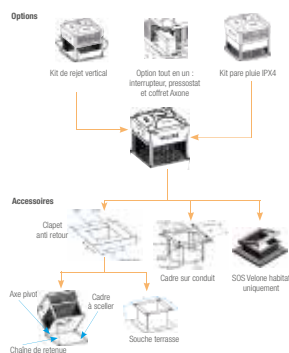 Options
Kit de rejet vertical
Option tout en un :
interrupteur, pressostat
et coffret Axone
Kit pare pluie IPX4
Accessoires
Clapet
anti retour
Cadre sur conduit
SOS Velone habitat
uniquement
Axe pivot
Cadre
à sceller
Souche terrasse
Chaîne de retenue